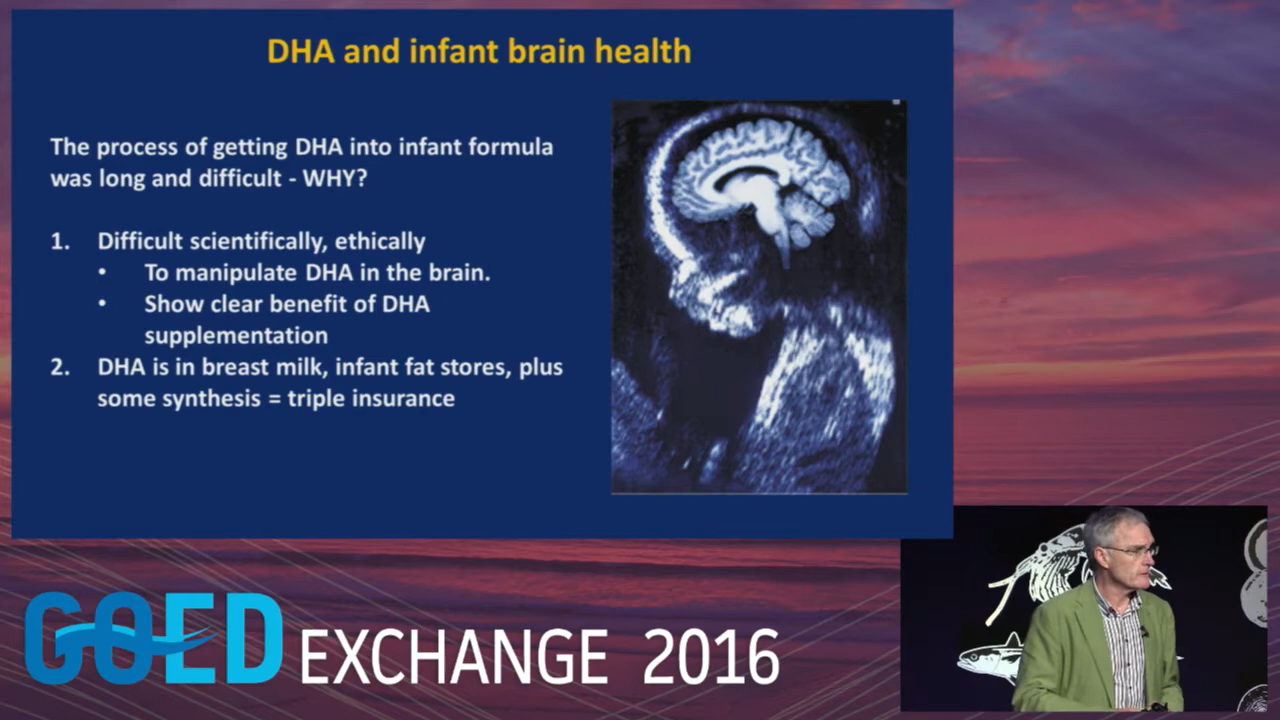 DHA and infant brain health
The process of getting DHA into infant formula
was long and difficult - WHY?
1. Difficult scientifically, ethically
• To manipulate DHA in the brain.
• Show clear benefit of DHA
supplementation
2. DHA is in breast milk, infant fat stores, plus
some synthesis = triple insurance
GOED EXCHANGE 2016